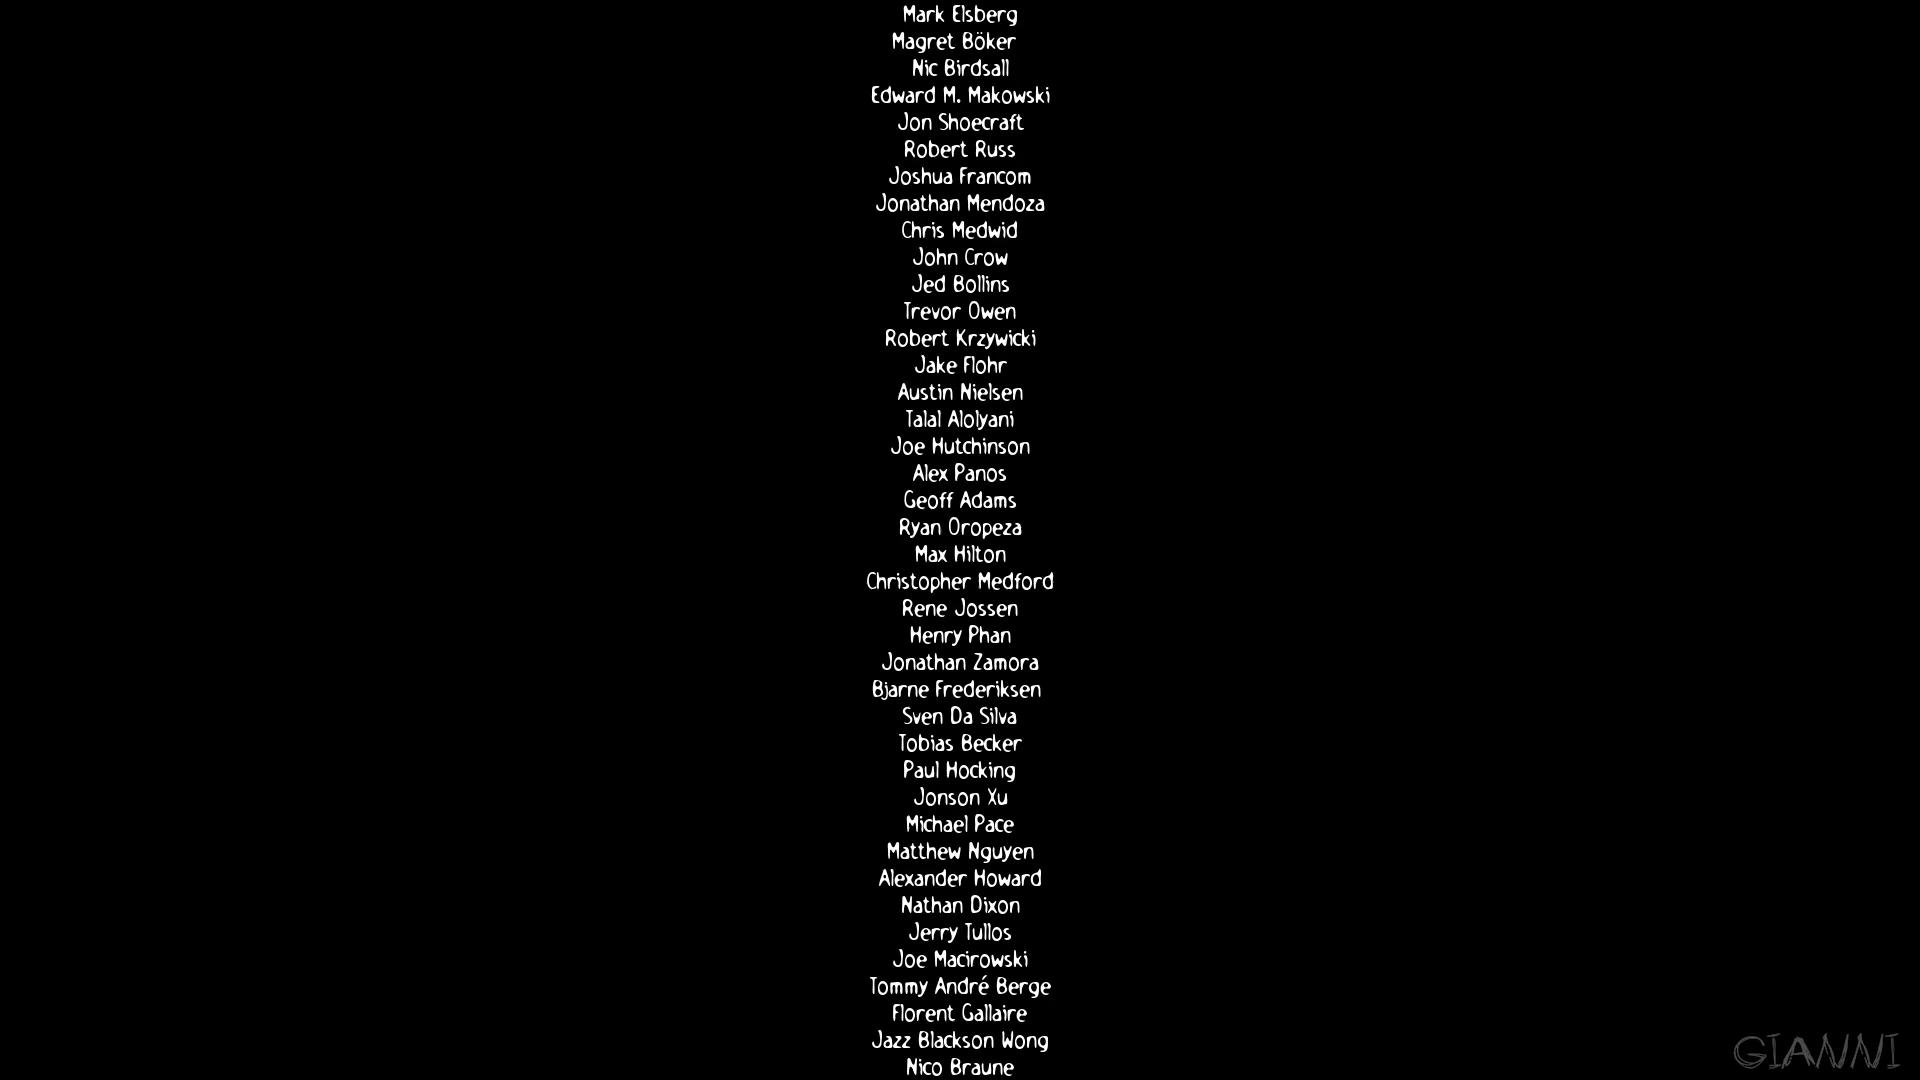 Mark Elsberg
Magret Böker
Nic Birdsall
Edward M. Makowski
Jon Shoecraft
Robert Russ
Joshua Francom
Jonathan Mendoza
Chris Medwid
John Crow
Jed Bollins
Trevor Owen
Robert Krzywicki
Jake Flohr
Austin Nielsen
Talal Alolyani
Joe Hutchinson
Alex Panos
Geoff Adams
Ryan Oropeza
Max Hilton
Christopher Medford
Rene Jossen
Henry Phan
Jonathan Zamora
Bjarne Frederiksen
Sven Da Silva
Tobias Becker
Paul Hocking
Jonson Xu
Michael Pace
Matthew Nguyen
Alexander Howard
Nathan Dixon
Jerry Tullos
Joe Macirowski
Tommy André Berge
Florent Gallaire
Jazz Blackson Wong
Nico Braune
GIANNI